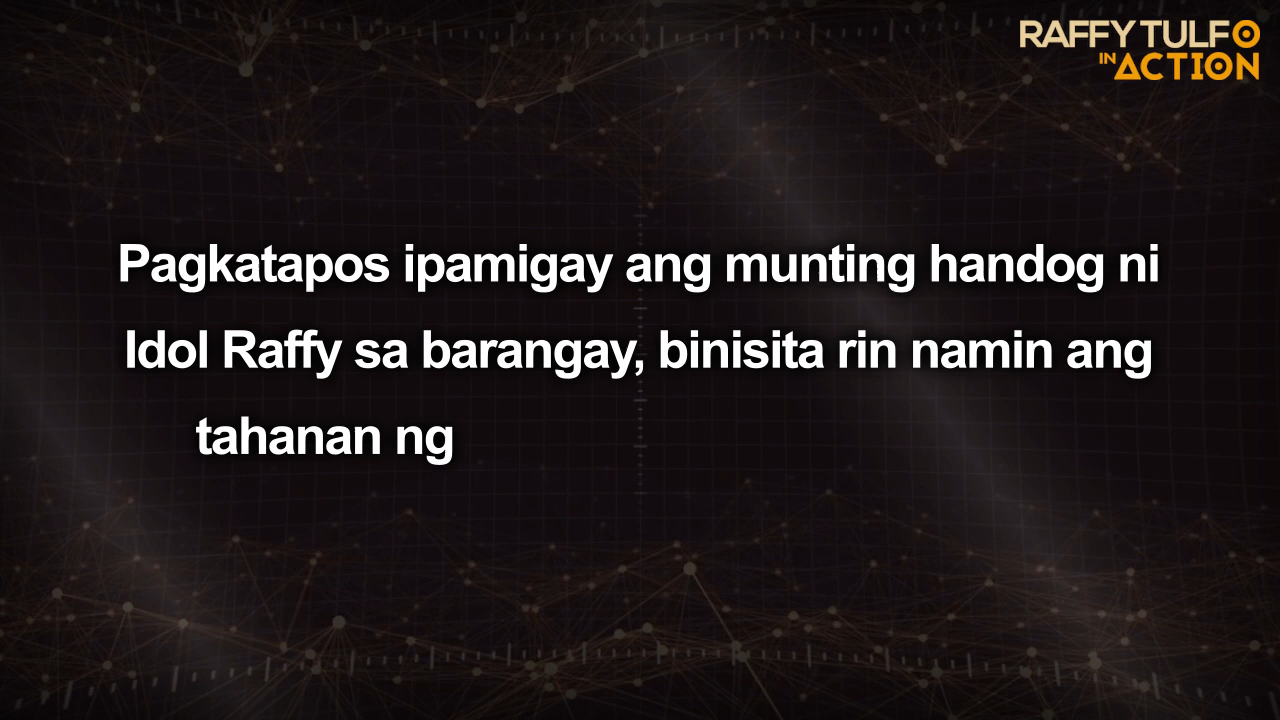 RAFFY TULFO
IN ACTION
Pagkatapos ipamigay ang munting handog ni
Idol Raffy sa barangay, binisita rin namin ang
tahanan ng